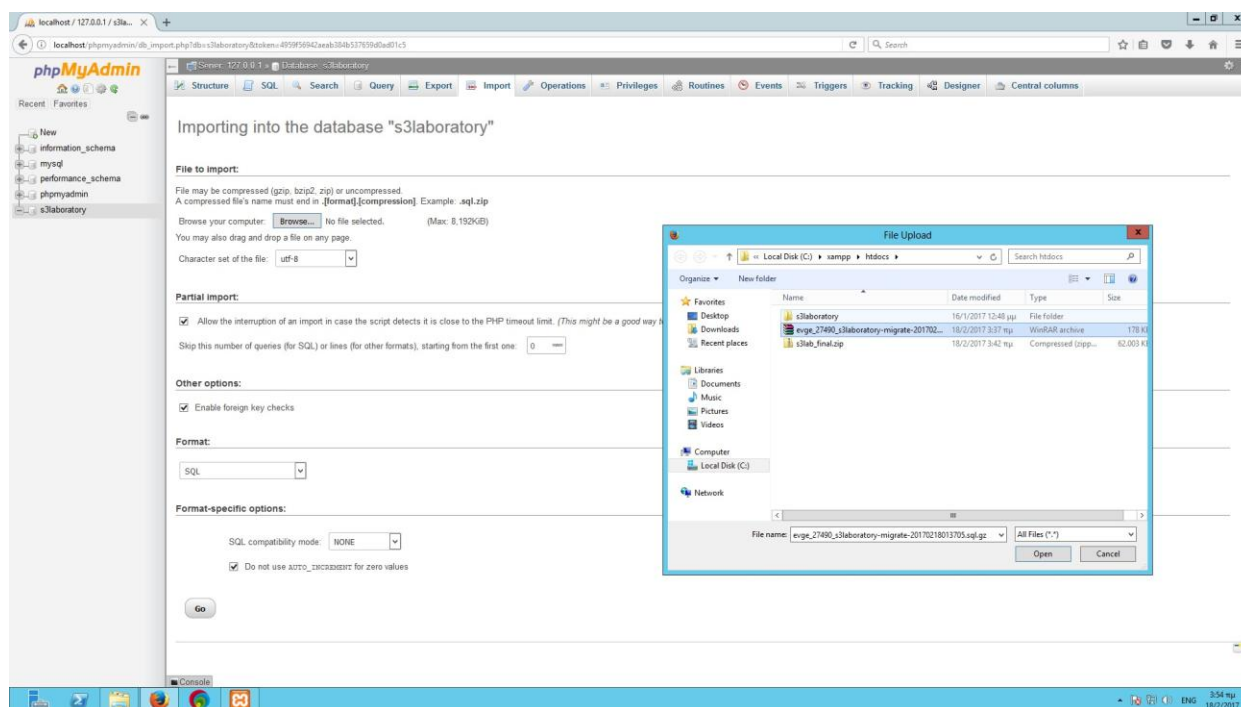 localhost / 127.0.0.1 / s3la...
localhost/phpmyadmin/db_import.php?db=s3laboratory&token=4959f56942aeab384b537659d0ad01c5
Search
phpMyAdmin
Recent Favorites
New
information_schema
mysql
performance_schema
phpmyadmin
s3laboratory
Server: 127.0.0.1 » Database: s3laboratory
Structure SQL Search Query Export Import Operations Privileges Routines Events Triggers Tracking Designer Central columns
Importing into the database "s3laboratory"
File to import:
File may be compressed (gzip, bzip2, zip) or uncompressed.
A compressed file's name must end in .[format].[compression]. Example: .sql.zip
Browse your computer: Browse... No file selected. (Max: 8,192KiB)
You may also drag and drop a file on any page.
Character set of the file: utf-8
Partial import:
Allow the interruption of an import in case the script detects it is close to the PHP timeout limit. (This might be a good way
Skip this number of queries (for SQL) or lines (for other formats), starting from the first one: 0
Other options:
Enable foreign key checks
Format:
SQL
Format-specific options:
SQL compatibility mode: NONE
Do not use AUTO_INCREMENT for zero values
Go
Console
File Upload
« Local Disk (C:) xampp htdocs
Search htdocs
Organize New folder
Favorites
Desktop
Downloads
Recent places
Libraries
Documents
Music
Pictures
Videos
Computer
Local Disk (C:)
Network
Name Date modified Type Size
s3laboratory 16/1/2017 12:48 μμ File folder
evge_27490_s3laboratory-migrate-201702... 18/2/2017 3:37 πμ WinRAR archive 178
s3lab_final.zip 18/2/2017 3:42 πμ Compressed (zipp... 62.003
File name: evge_27490_s3laboratory-migrate-20170218013705.sql.gz All Files (*.*)
Open Cancel
ENG 3:54 πμ
18/2/2017